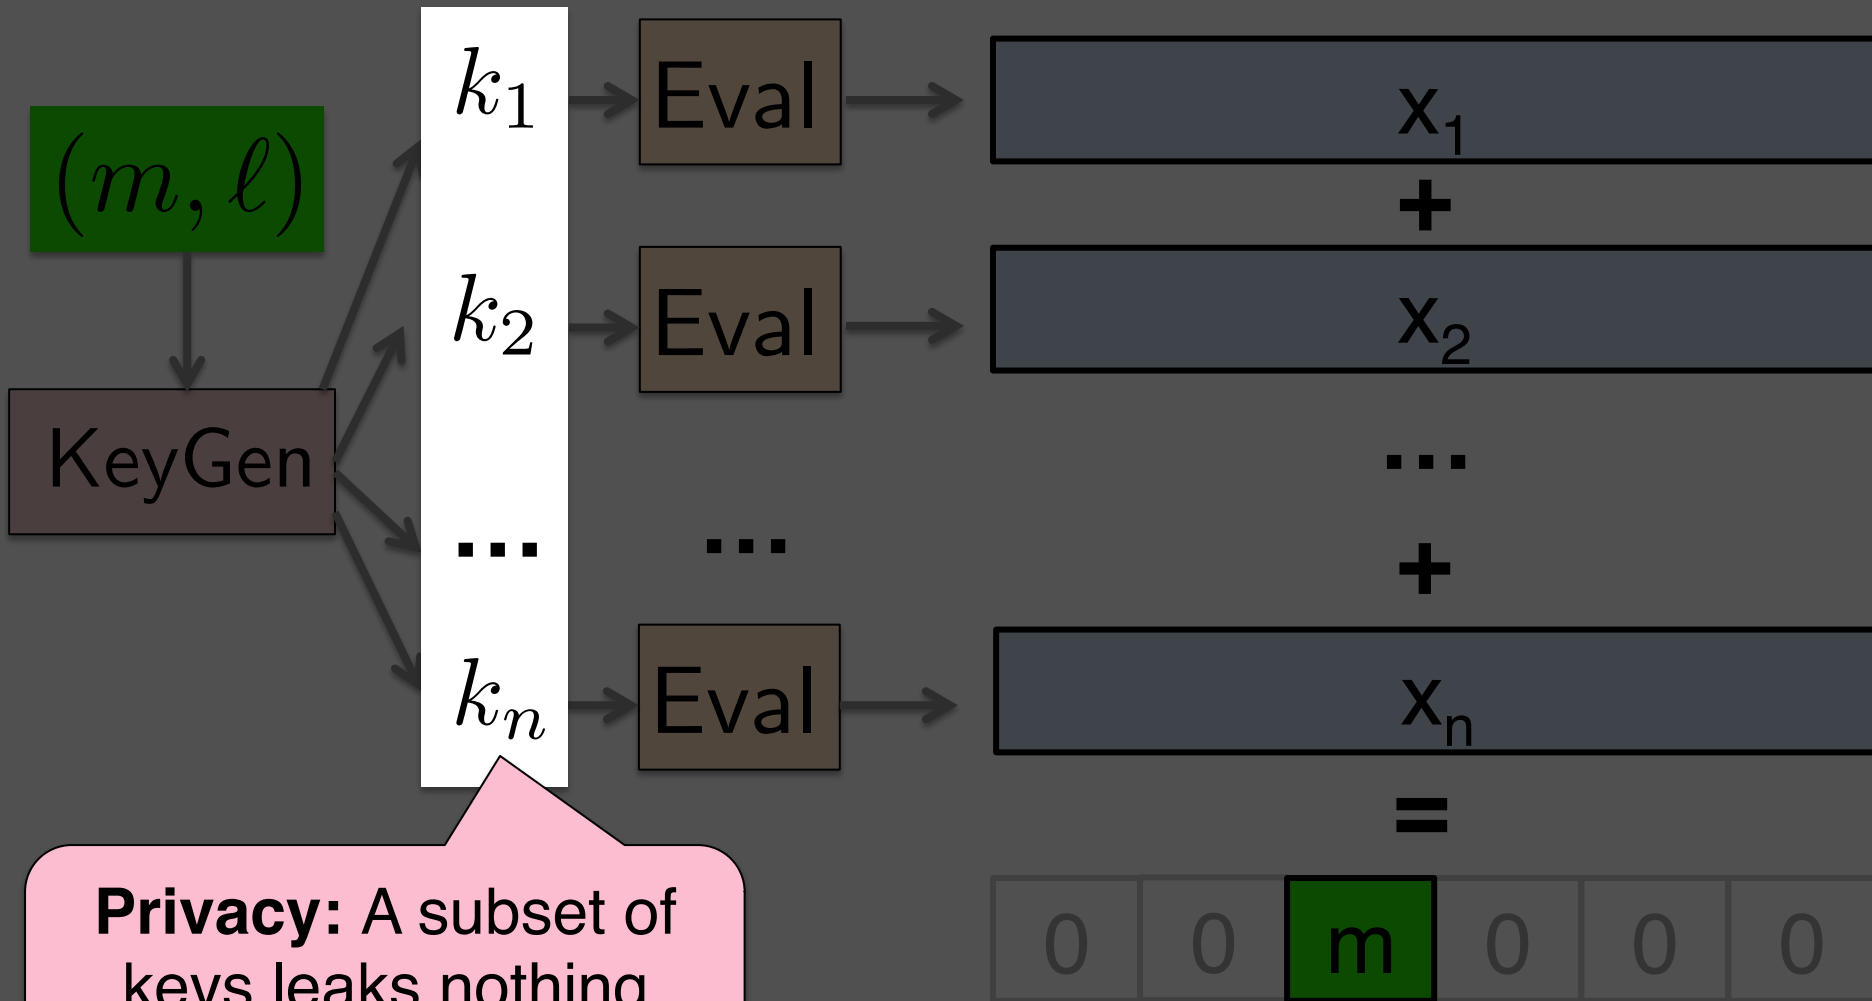 (m, ℓ)
KeyGen
k₁
k₂
...
kₙ
Eval
Eval
...
Eval
x₁
+
x₂
...
+
xₙ
=
0 0 m 0 0 0
Privacy: A subset of
keys leaks nothing